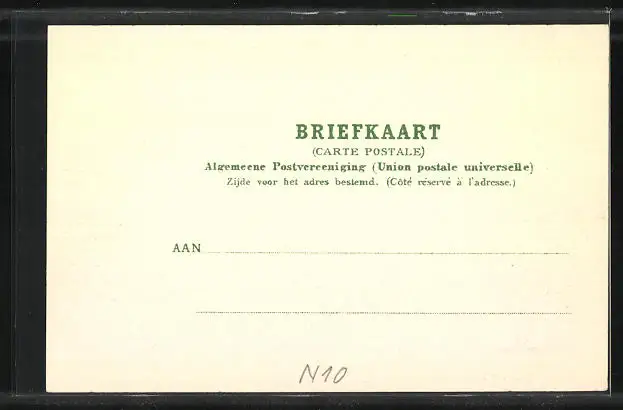 BRIEFKAART
(CARTE POSTALE)
Algemeene Postvereeniging (Union postale universelle)
Zijde voor het adres bestemd. (Côté réservé à l'adresse.)
AAN
N10